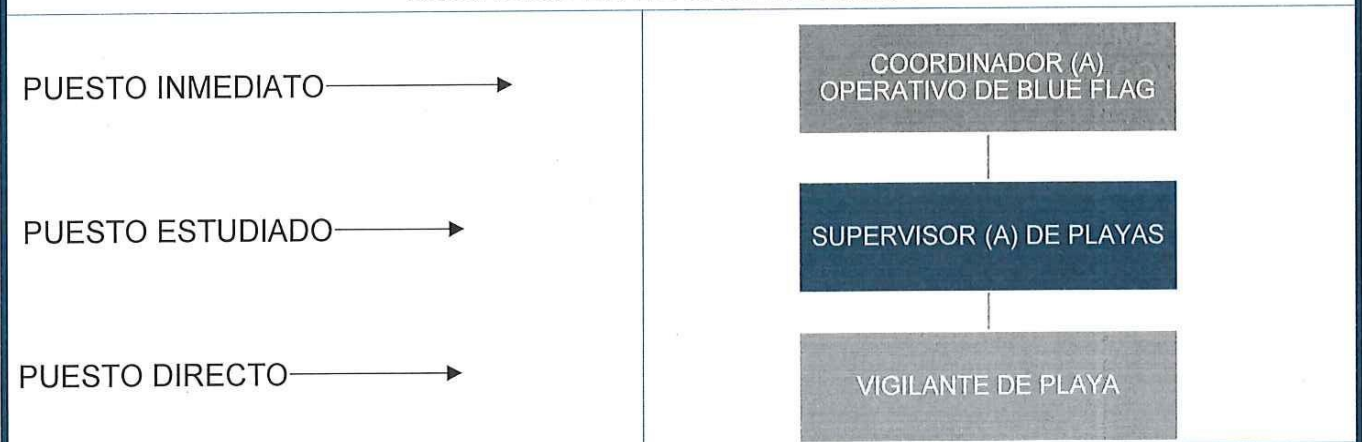 PUESTO INMEDIATO
COORDINADOR (A)
OPERATIVO DE BLUE FLAG
PUESTO ESTUDIADO
SUPERVISOR (A) DE PLAYAS
PUESTO DIRECTO
VIGILANTE DE PLAYA